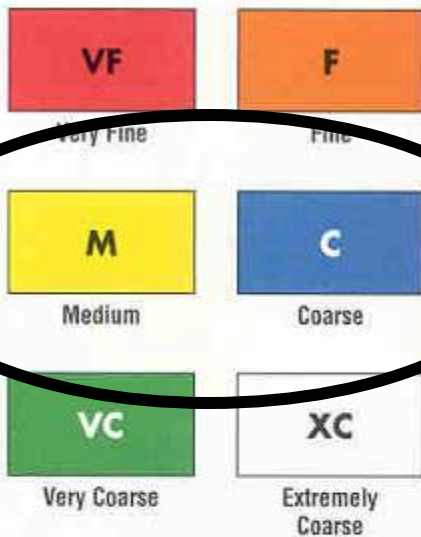 VF F
Very Fine Fine
M C
Medium Coarse
VC XC
Very Coarse Extremely
Coarse